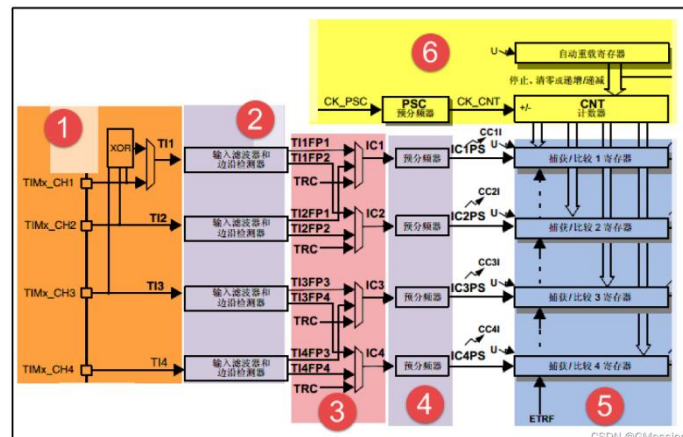 6
U
自动重载寄存器
停止、清零或递增/递减
CK_PSC
PSC
预分频器
CK_CNT
+/-
CNT
计数器
1
2
XOR
TI1
TIMx_CH1
输入滤波器和
边沿检测器
TI1FP1
TI1FP2
TRC
IC1
预分频器
IC1PS
CC1I
U
捕获/比较 1 寄存器
TIMx_CH2
TI2
输入滤波器和
边沿检测器
TI2FP1
TI2FP2
TRC
IC2
预分频器
IC2PS
CC2I
U
捕获/比较 2 寄存器
TIMx_CH3
TI3
输入滤波器和
边沿检测器
TI3FP3
TI3FP4
TRC
IC3
预分频器
IC3PS
CC3I
U
捕获/比较 3 寄存器
TIMx_CH4
TI4
输入滤波器和
边沿检测器
TI4FP3
TI4FP4
TRC
IC4
预分频器
IC4PS
CC4I
U
捕获/比较 4 寄存器
3
4
5
ETRF